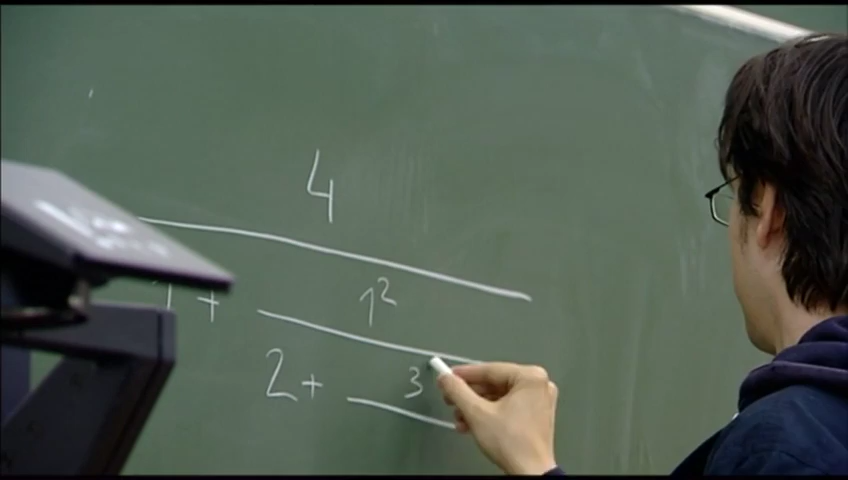 4
1 + 1²
2 + 3